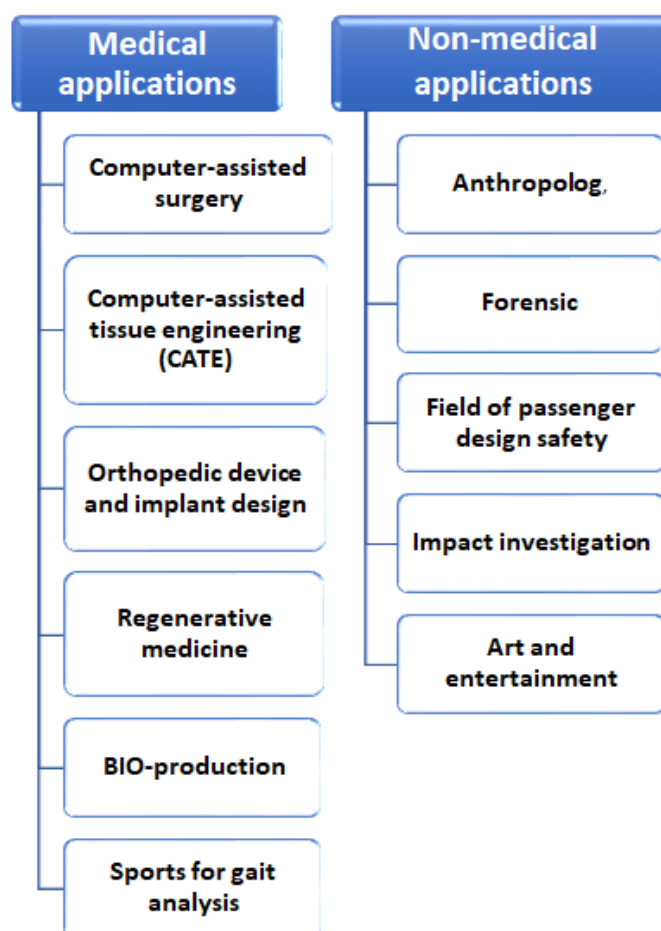 Medical
applications
Computer-assisted
surgery
Computer-assisted
tissue engineering
(CATE)
Orthopedic device
and implant design
Regenerative
medicine
BIO-production
Sports for gait
analysis
Non-medical
applications
Anthropolog,
Forensic
Field of passenger
design safety
Impact investigation
Art and
entertainment